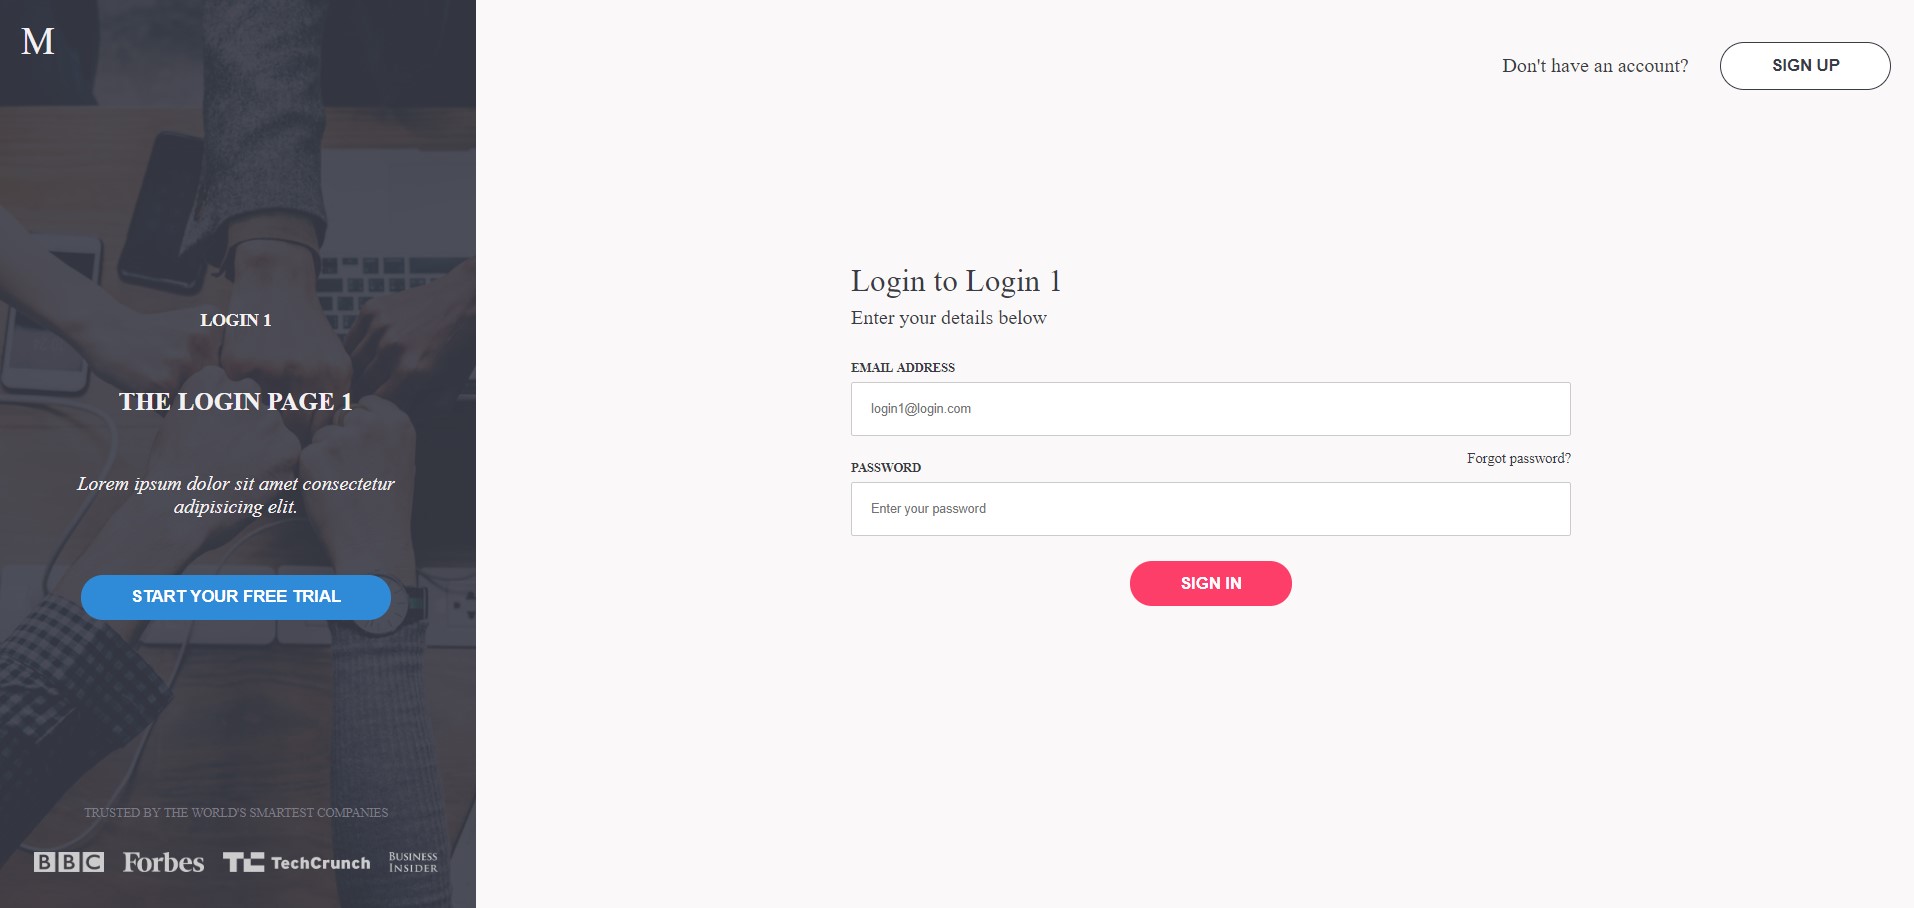 M
LOGIN 1
THE LOGIN PAGE 1
Lorem ipsum dolor sit amet consectetur
adipisicing elit.
START YOUR FREE TRIAL
TRUSTED BY THE WORLD'S SMARTEST COMPANIES
BBC Forbes TC TechCrunch BUSINESS
INSIDER
Don't have an account? SIGN UP
Login to Login 1
Enter your details below
EMAIL ADDRESS
login1@login.com
Forgot password?
PASSWORD
Enter your password
SIGN IN